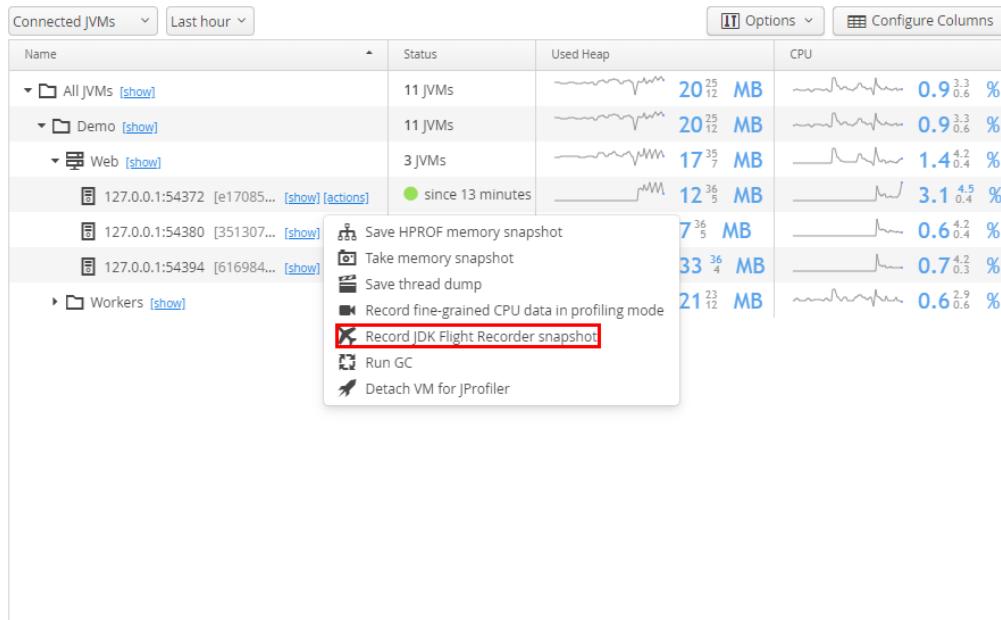 Connected JVMs Last hour Options Configure Columns
Name Status Used Heap CPU
All JVMs [show] 11 JVMs 20 25 12 MB 0.9 3.3 0.6 %
Demo [show] 11 JVMs 20 25 12 MB 0.9 3.3 0.6 %
Web [show] 3 JVMs 17 35 7 MB 1.4 4.2 0.4 %
127.0.0.1:54372 [e17085... [show] [actions] since 13 minutes 12 36 5 MB 3.1 4.5 0.4 %
127.0.0.1:54380 [351307... [show] 7 36 5 MB 0.6 4.2 0.4 %
127.0.0.1:54394 [616984... [show] 33 36 4 MB 0.7 4.2 0.3 %
Workers [show] 21 23 12 MB 0.6 2.9 0.6 %
Save HPROF memory snapshot
Take memory snapshot
Save thread dump
Record fine-grained CPU data in profiling mode
Record JDK Flight Recorder snapshot
Run GC
Detach VM for JProfiler